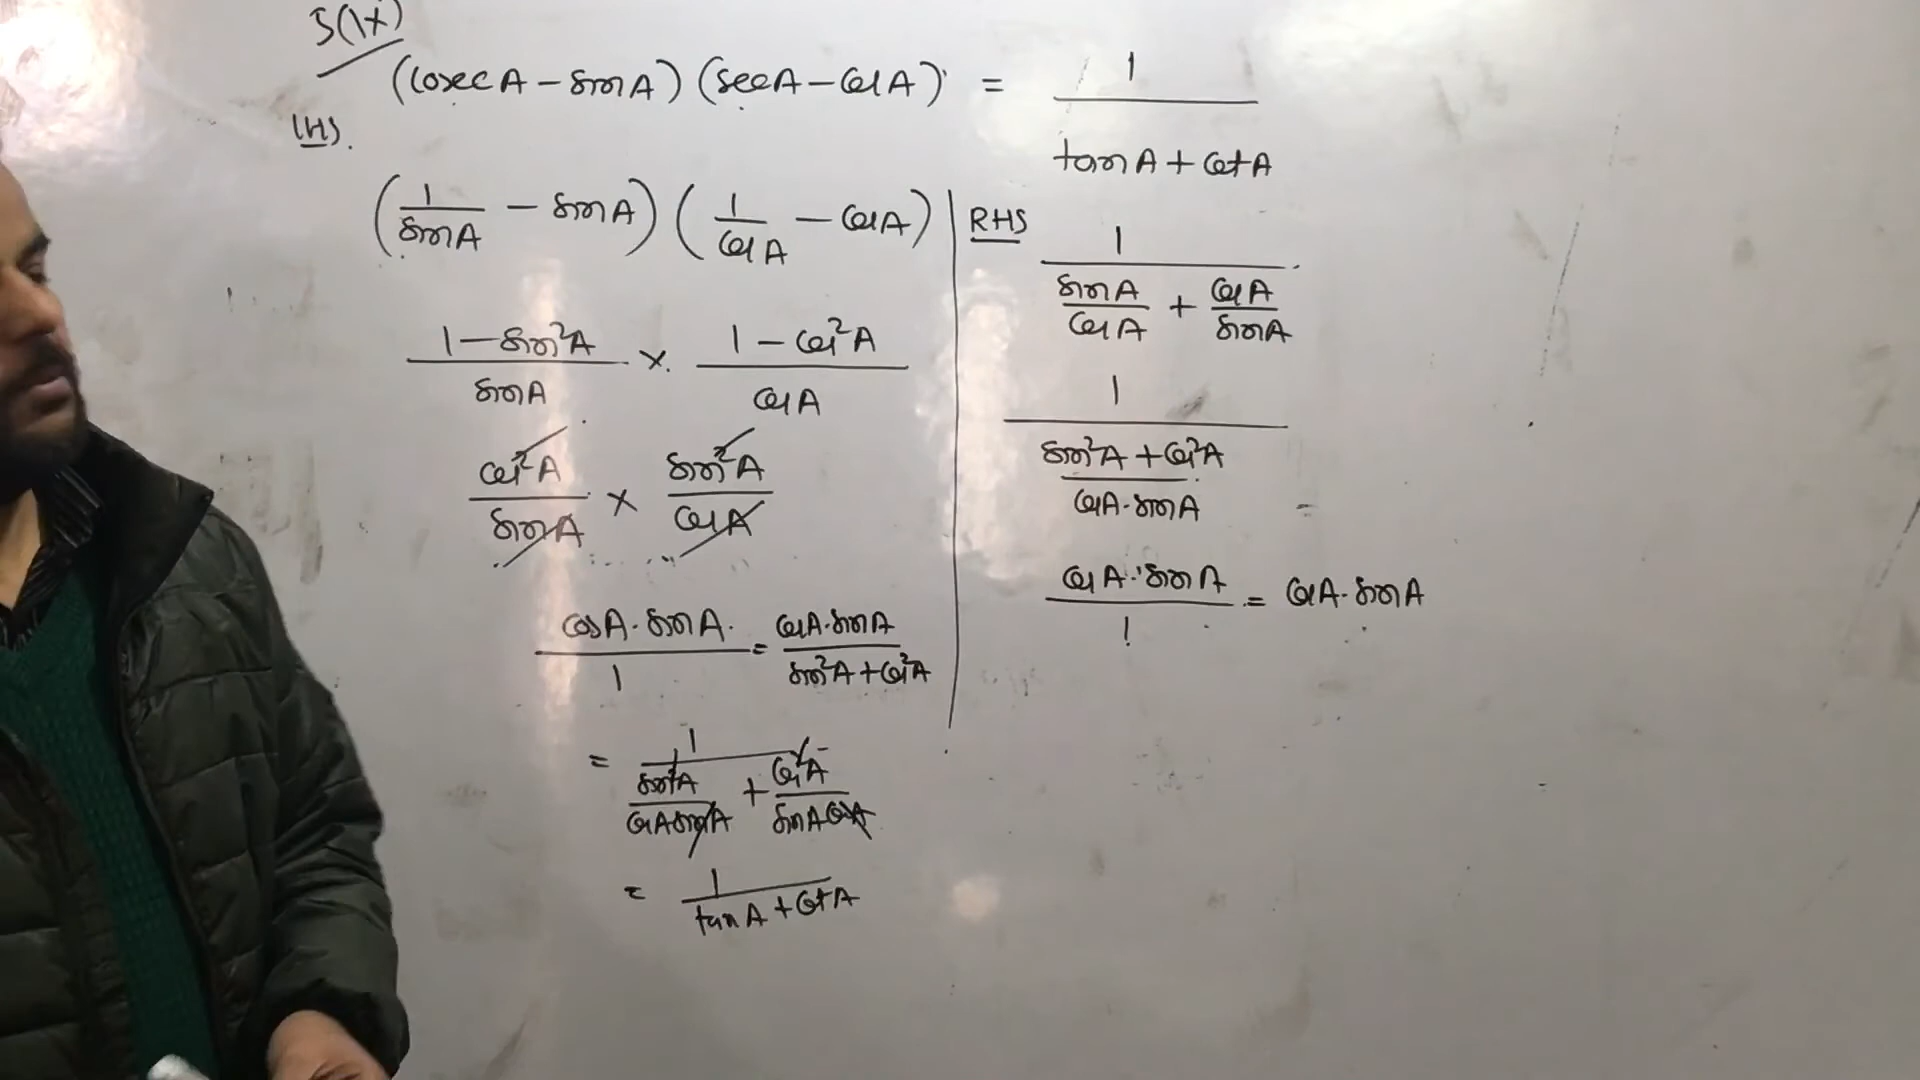 5(ix)
(cosecA - sinA) (secA - cosA) = 1 / (tanA + cotA)
LHS.
(1/sinA - sinA) (1/cosA - cosA)
(1 - sin²A)/sinA × (1 - cos²A)/cosA
cos²A/sinA × sin²A/cosA
cosA·sinA/1 = cosA·sinA/(sin²A + cos²A)
= 1/(sin²A/(cosA sinA) + cos²A/(sinA cosA))
= 1/(tanA + cotA)
RHS
1/(sinA/cosA + cosA/sinA)
1/((sin²A + cos²A)/(cosA·sinA))
cosA·sinA/1 = cosA·sinA